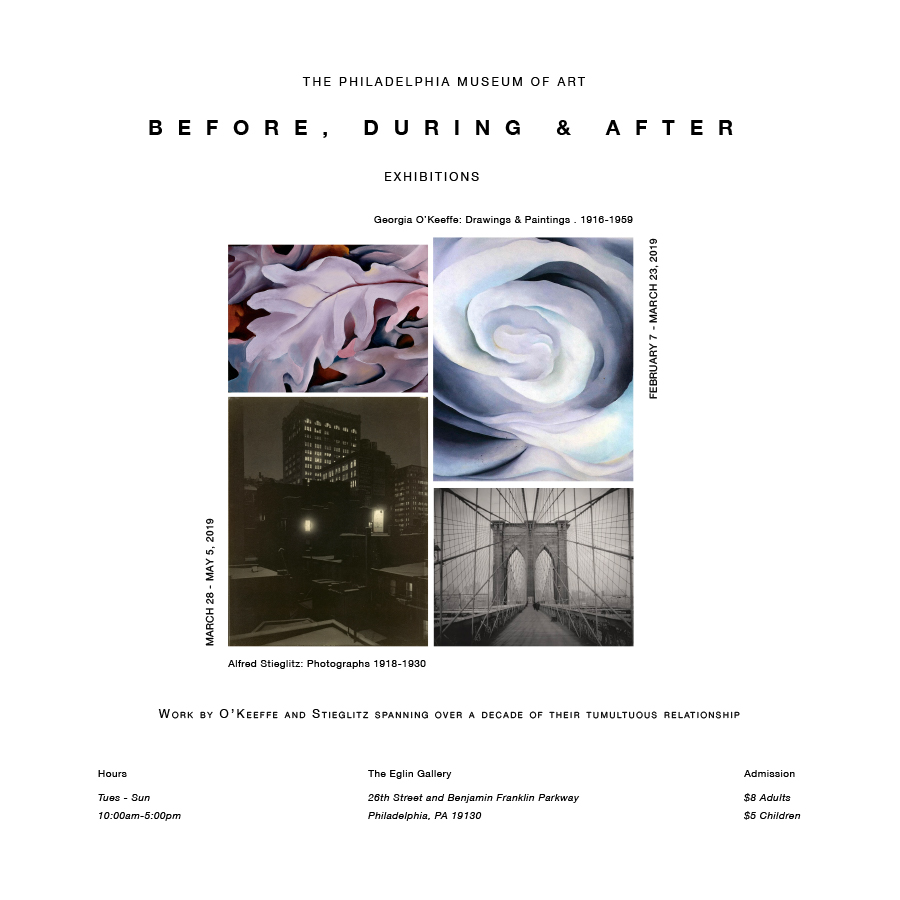 THE PHILADELPHIA MUSEUM OF ART
BEFORE, DURING & AFTER
EXHIBITIONS
Georgia O'Keeffe: Drawings & Paintings . 1916-1959
FEBRUARY 7 - MARCH 23, 2019
MARCH 28 - MAY 5, 2019
Alfred Stieglitz: Photographs 1918-1930
Work by O'Keeffe and Stieglitz spanning over a decade of their tumultuous relationship
Hours
Tues - Sun
10:00am-5:00pm
The Eglin Gallery
26th Street and Benjamin Franklin Parkway
Philadelphia, PA 19130
Admission
$8 Adults
$5 Children